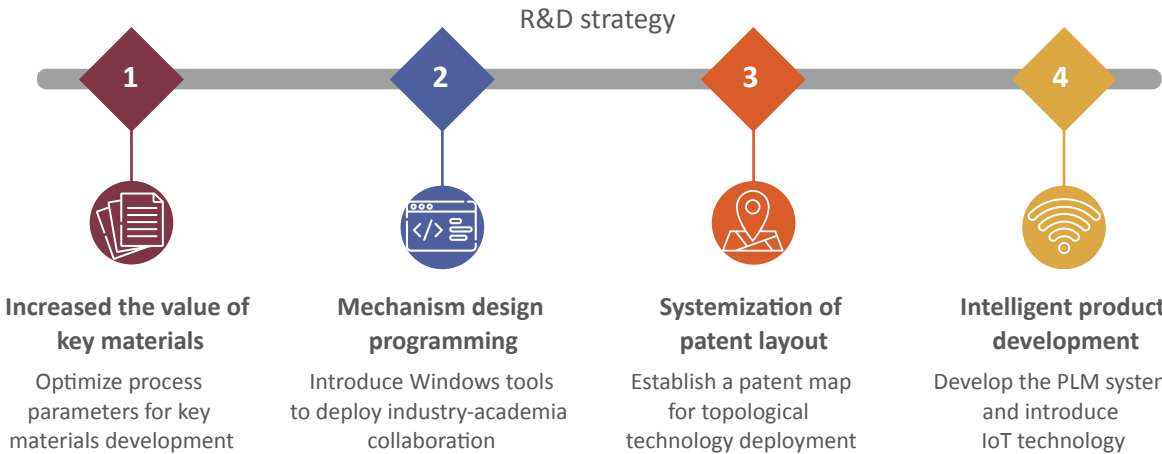 R&D strategy
1
2
3
4
</>
Increased the value of
key materials
Optimize process
parameters for key
materials development
Mechanism design
programming
Introduce Windows tools
to deploy industry-academia
collaboration
Systemization of
patent layout
Establish a patent map
for topological
technology deployment
Intelligent product
development
Develop the PLM system
and introduce
IoT technology